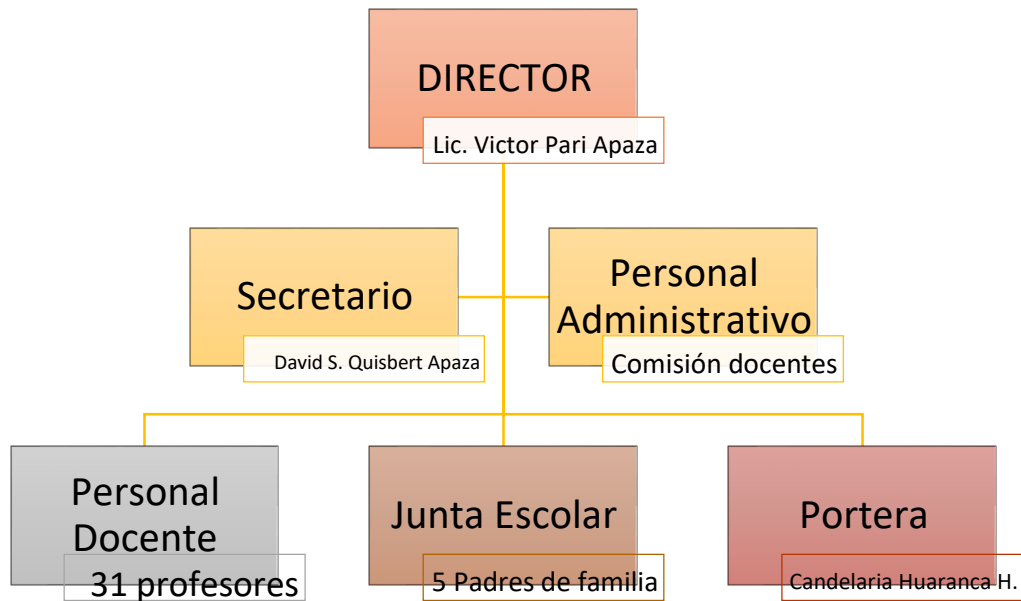 DIRECTOR
Lic. Victor Pari Apaza
Secretario
David S. Quisbert Apaza
Personal
Administrativo
Comisión docentes
Personal
Docente
31 profesores
Junta Escolar
5 Padres de familia
Portera
Candelaria Huaranca H.